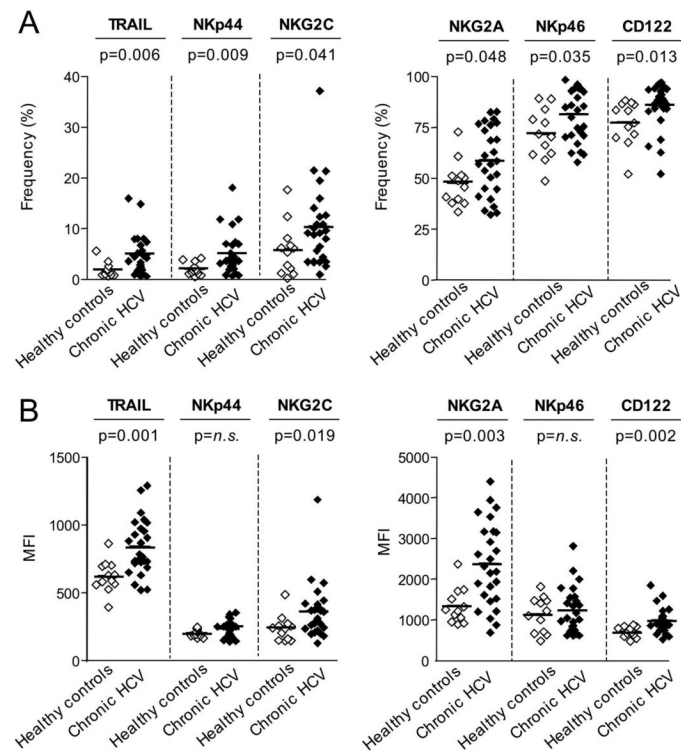 A
TRAIL NKp44 NKG2C
p=0.006 p=0.009 p=0.041
40
30
20
10
0
Frequency (%)
Healthy controls
Chronic HCV
Healthy controls
Chronic HCV
Healthy controls
Chronic HCV
NKG2A NKp46 CD122
p=0.048 p=0.035 p=0.013
100
75
50
25
0
Frequency (%)
Healthy controls
Chronic HCV
Healthy controls
Chronic HCV
Healthy controls
Chronic HCV
B
TRAIL NKp44 NKG2C
p=0.001 p=n.s. p=0.019
1500
1000
500
0
MFI
Healthy controls
Chronic HCV
Healthy controls
Chronic HCV
Healthy controls
Chronic HCV
NKG2A NKp46 CD122
p=0.003 p=n.s. p=0.002
5000
4000
3000
2000
1000
0
MFI
Healthy controls
Chronic HCV
Healthy controls
Chronic HCV
Healthy controls
Chronic HCV